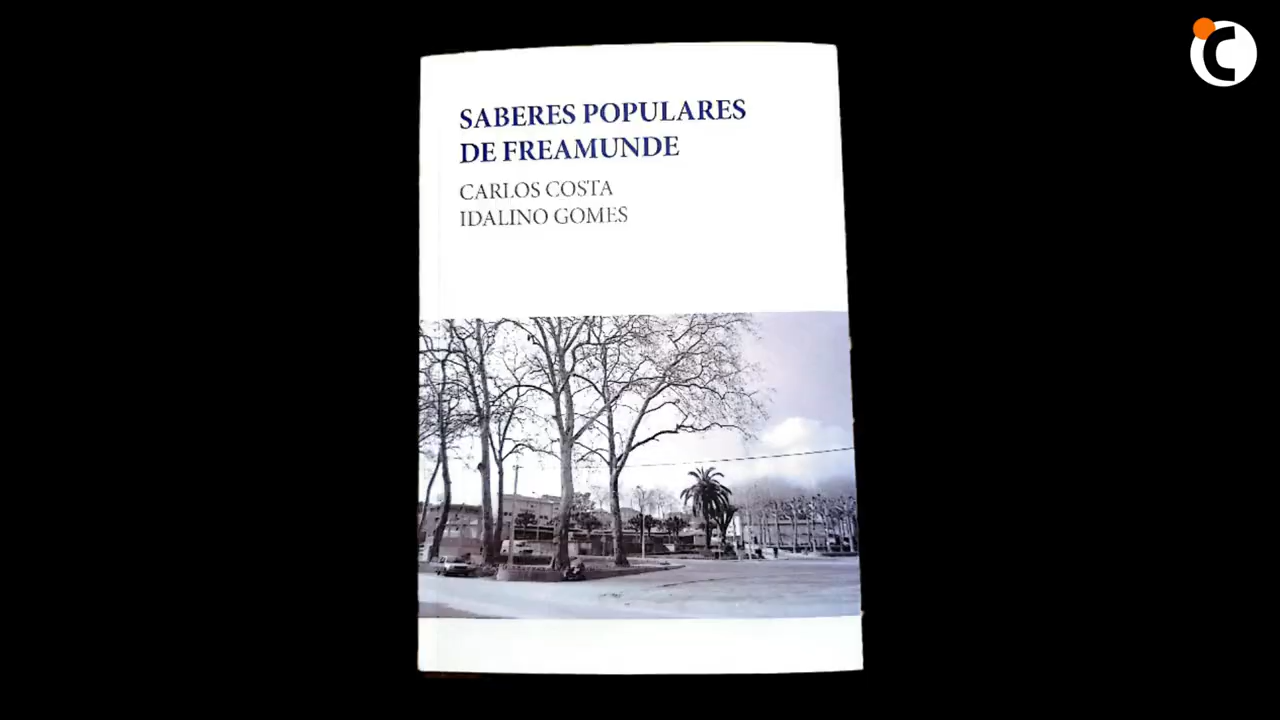 SABERES POPULARES
DE FREAMUNDE
CARLOS COSTA
IDALINO GOMES